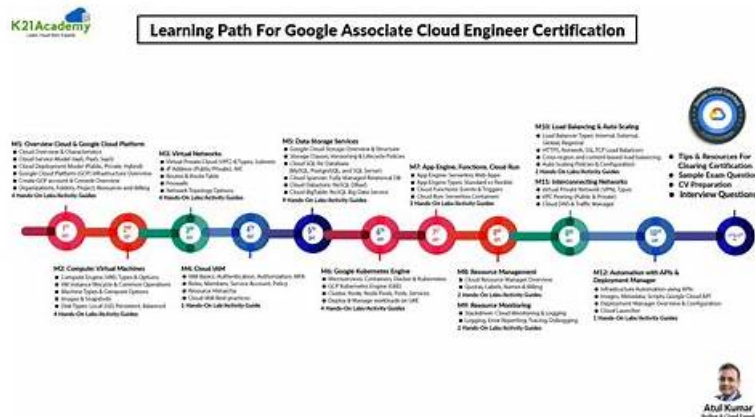 K21Academy
Learn Cloud from Experts
Learning Path For Google Associate Cloud Engineer Certification
M1: Overview Cloud & Google Cloud Platform
Cloud Overview & Characteristics
Cloud Service Model (IaaS, PaaS, SaaS)
Cloud Deployment Model (Public, Private, Hybrid)
Google Cloud Platform (GCP) Infrastructure Overview
Create GCP account & Console Overview
Organizations, Folders, Project, Resources and Billing
4 Hands-On Labs/Activity Guides
M3: Virtual Networks
Virtual Private Cloud (VPC) & Types, Subnets
IP Address (Public/Private), NIC
Routes & Route Table
Firewalls
Network Topology Options
4 Hands-On Labs/Activity Guides
M5: Data Storage Services
Google Cloud Storage Overview & Structure
Storage Classes, Versioning & Lifecycle Policies
Cloud SQL for Database
(MySQL, PostgreSQL, and SQL Server)
Cloud Spanner: Fully Managed Relational DB
Cloud Datastore: NoSQL Offered
Cloud BigTable: NoSQL Big Data Service
Hands-On Labs/Activity Guides
M7: App Engine, Functions, Cloud Run
App Engine: Serverless Web Apps
App Engine Types: Standard vs Flexible
Cloud Functions: Events & Triggers
Cloud Run: Serverless Containers
Hands-On Labs/Activity Guides
M10: Load Balancing & Auto Scaling
Load Balancer Types: Internal, External,
Global, Regional
HTTPS, Network, SSL, TCP Load Balancers
Cross-region and content-based load balancing
Auto Scaling Policies & Configuration
2 Hands-On Labs/Activity Guides
M11: Interconnecting Networks
Virtual Private Network (VPN), Types
VPC Peering (Public & Private)
Cloud DNS & Traffic Manager
Tips & Resources For
Clearing Certification
Sample Exam Question
CV Preparation
Interview Questions
M2: Compute: Virtual Machines
Compute Engine (VM), Types & Options
VM Instance lifecycle & Common Operations
Machine Types & Compute Options
Images & Snapshots
Disk Types: Local SSD, Persistent, Balanced
4 Hands-On Labs/Activity Guides
M4: Cloud IAM
IAM Basics, Authentication, Authorization, MFA
Roles, Members, Service Account, Policy
Resource Hierarchy
Cloud IAM Best practices
1 Hands-On Labs/Activity Guide
M6: Google Kubernetes Engine
Microservices, Containers, Docker & Kubernetes
GCP Kubernetes Engine (GKE)
Cluster, Node, Node Pools, Pods, Services
Deploy & Manage workloads on GKE
4 Hands-On Labs/Activity Guides
M8: Resource Management
Cloud Resource Manager Overview
Quotas, Labels, Names & Billing
2 Hands-On Labs/Activity Guides
M9: Resource Monitoring
Stackdriver: Cloud Monitoring & Logging
Logging, Error Reporting, Tracing, Debugging
2 Hands-On Labs/Activity Guides
M12: Automation with APIs &
Deployment Manager
Infrastructure Automation using APIs
Images, Metadata, Scripts, Google Cloud API
Deployment Manager Overview & Configuration
Cloud Launcher
1 Hands-On Labs/Activity Guides
Atul Kumar